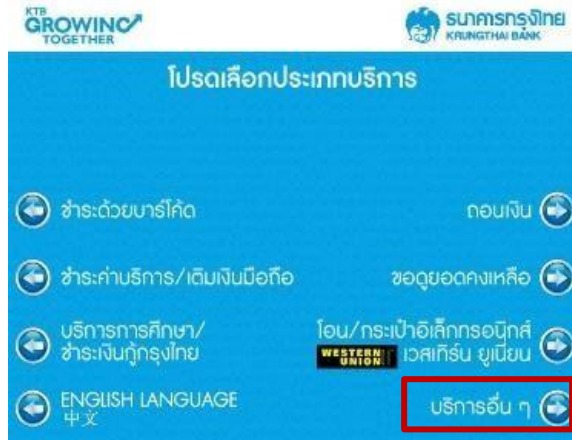 KTB
GROWING
TOGETHER
ธนาคารกรุงไทย
KRUNGTHAI BANK
โปรดเลือกประเภทบริการ
ชำระด้วยบาร์โค้ด
ถอนเงิน
ชำระค่าบริการ/เติมเงินมือถือ
ขอดูยอดคงเหลือ
บริการการศึกษา/
ชำระเงินกู้กรุงไทย
โอน/กระเป๋าอิเล็กทรอนิกส์
WESTERN UNION เวสเทิร์น ยูเนี่ยน
ENGLISH LANGUAGE
中文
บริการอื่น ๆ